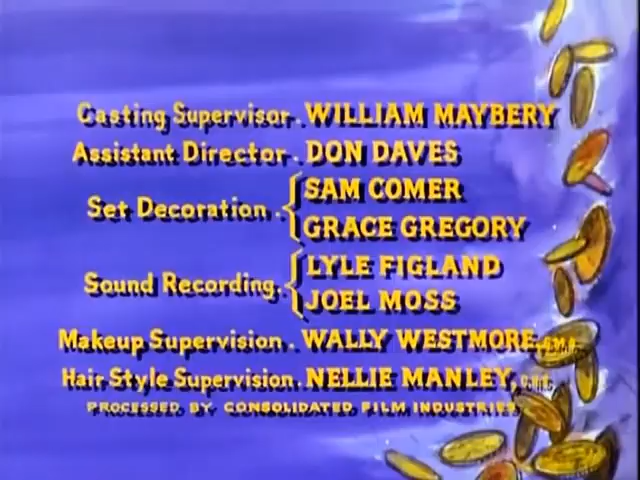 Casting Supervisor. WILLIAM MAYBERY
Assistant Director. DON DAVES
Set Decoration. { SAM COMER
GRACE GREGORY
Sound Recording. { LYLE FIGLAND
JOEL MOSS
Makeup Supervision. WALLY WESTMORE,
Hair Style Supervision. NELLIE MANLEY,
PROCESSED BY CONSOLIDATED FILM INDUSTRIES